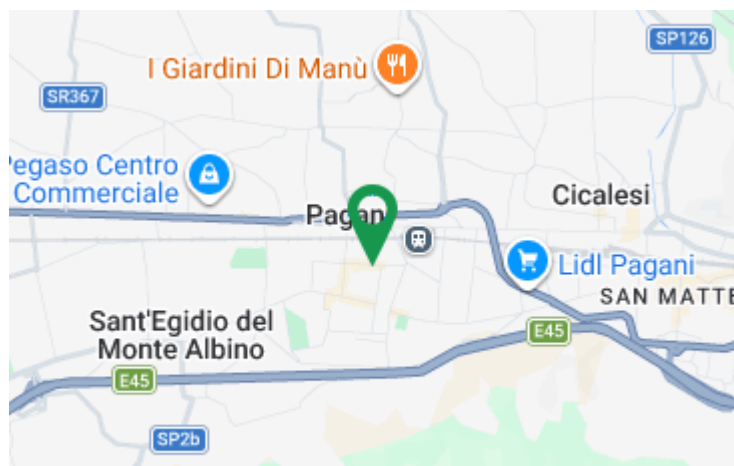 SP126
I Giardini Di Manù
SR367
Pegaso Centro
Commerciale
Cicalesi
Pagan
Lidl Pagani
SAN MATTE
Sant'Egidio del
Monte Albino
E45
E45
SP2b